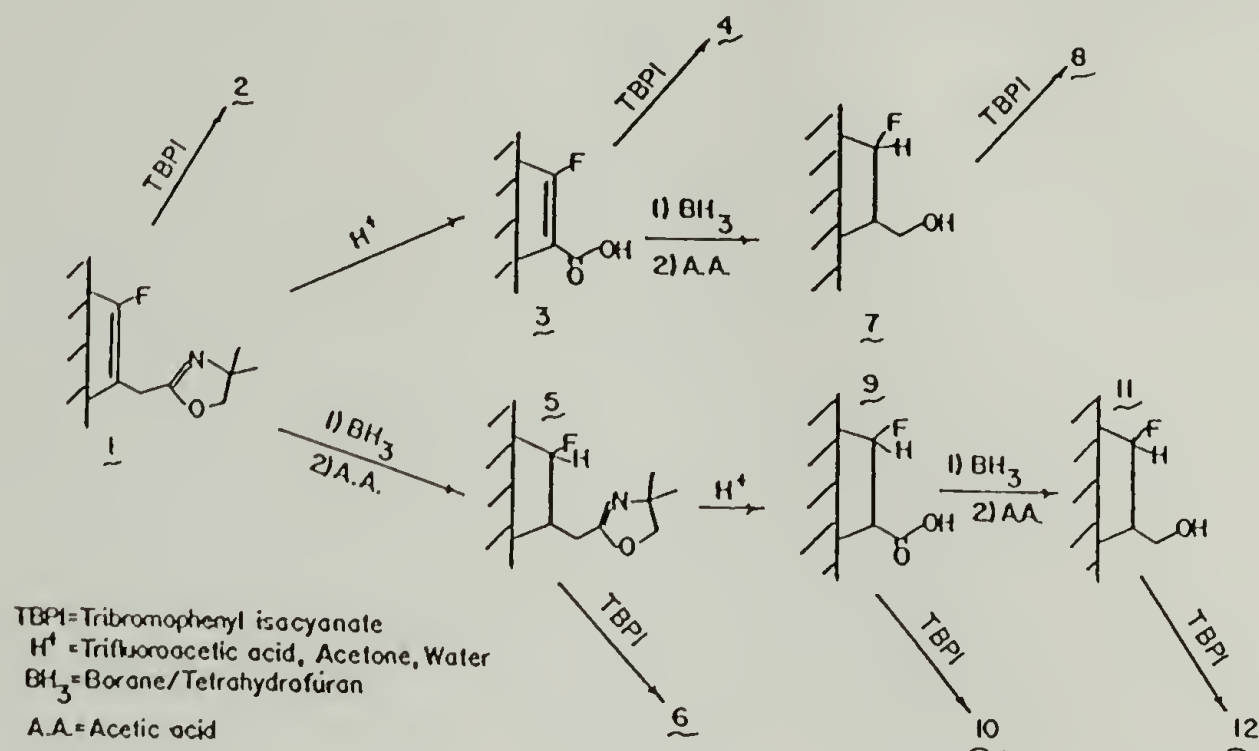 2
TBPI
4
TBPI
8
TBPI
F
N
O
1
H⁺
F
OH
O
3
1) BH3
2) A.A.
F
H
OH
7
1) BH3
2) A.A.
5
F
H
N
O
H⁺
9
F
H
OH
O
1) BH3
2) A.A.
11
F
H
OH
TBPI
6
TBPI
10
TBPI
12
TBPI=Tribromophenyl isacyanate
H⁺ =Trifluoroacetic acid, Acetone, Water
BH3=Borane/Tetrahydrofuran
A.A.=Acetic acid